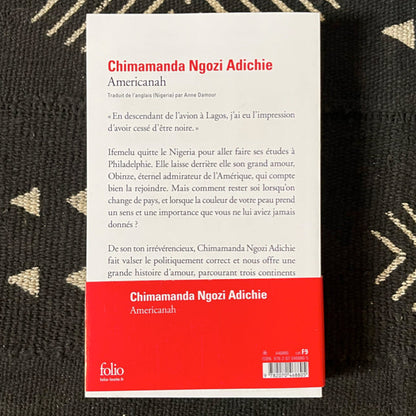 Chimamanda Ngozi Adichie
Americanah
Traduit de l'anglais (Nigeria) par Anne Damour
« En descendant de l'avion à Lagos, j'ai eu l'impression
d'avoir cessé d'être noire. »
Ifemelu quitte le Nigeria pour aller faire ses études à
Philadelphie. Elle laisse derrière elle son grand amour,
Obinze, éternel admirateur de l'Amérique, qui compte
bien la rejoindre. Mais comment rester soi lorsqu'on
change de pays, et lorsque la couleur de votre peau prend
un sens et une importance que vous ne lui aviez jamais
donnés ?
De son ton irrévérencieux, Chimamanda Ngozi Adichie
fait valser le politiquement correct et nous offre une
grande histoire d'amour, parcourant trois continents
Chimamanda Ngozi Adichie
Americanah
folio
F9